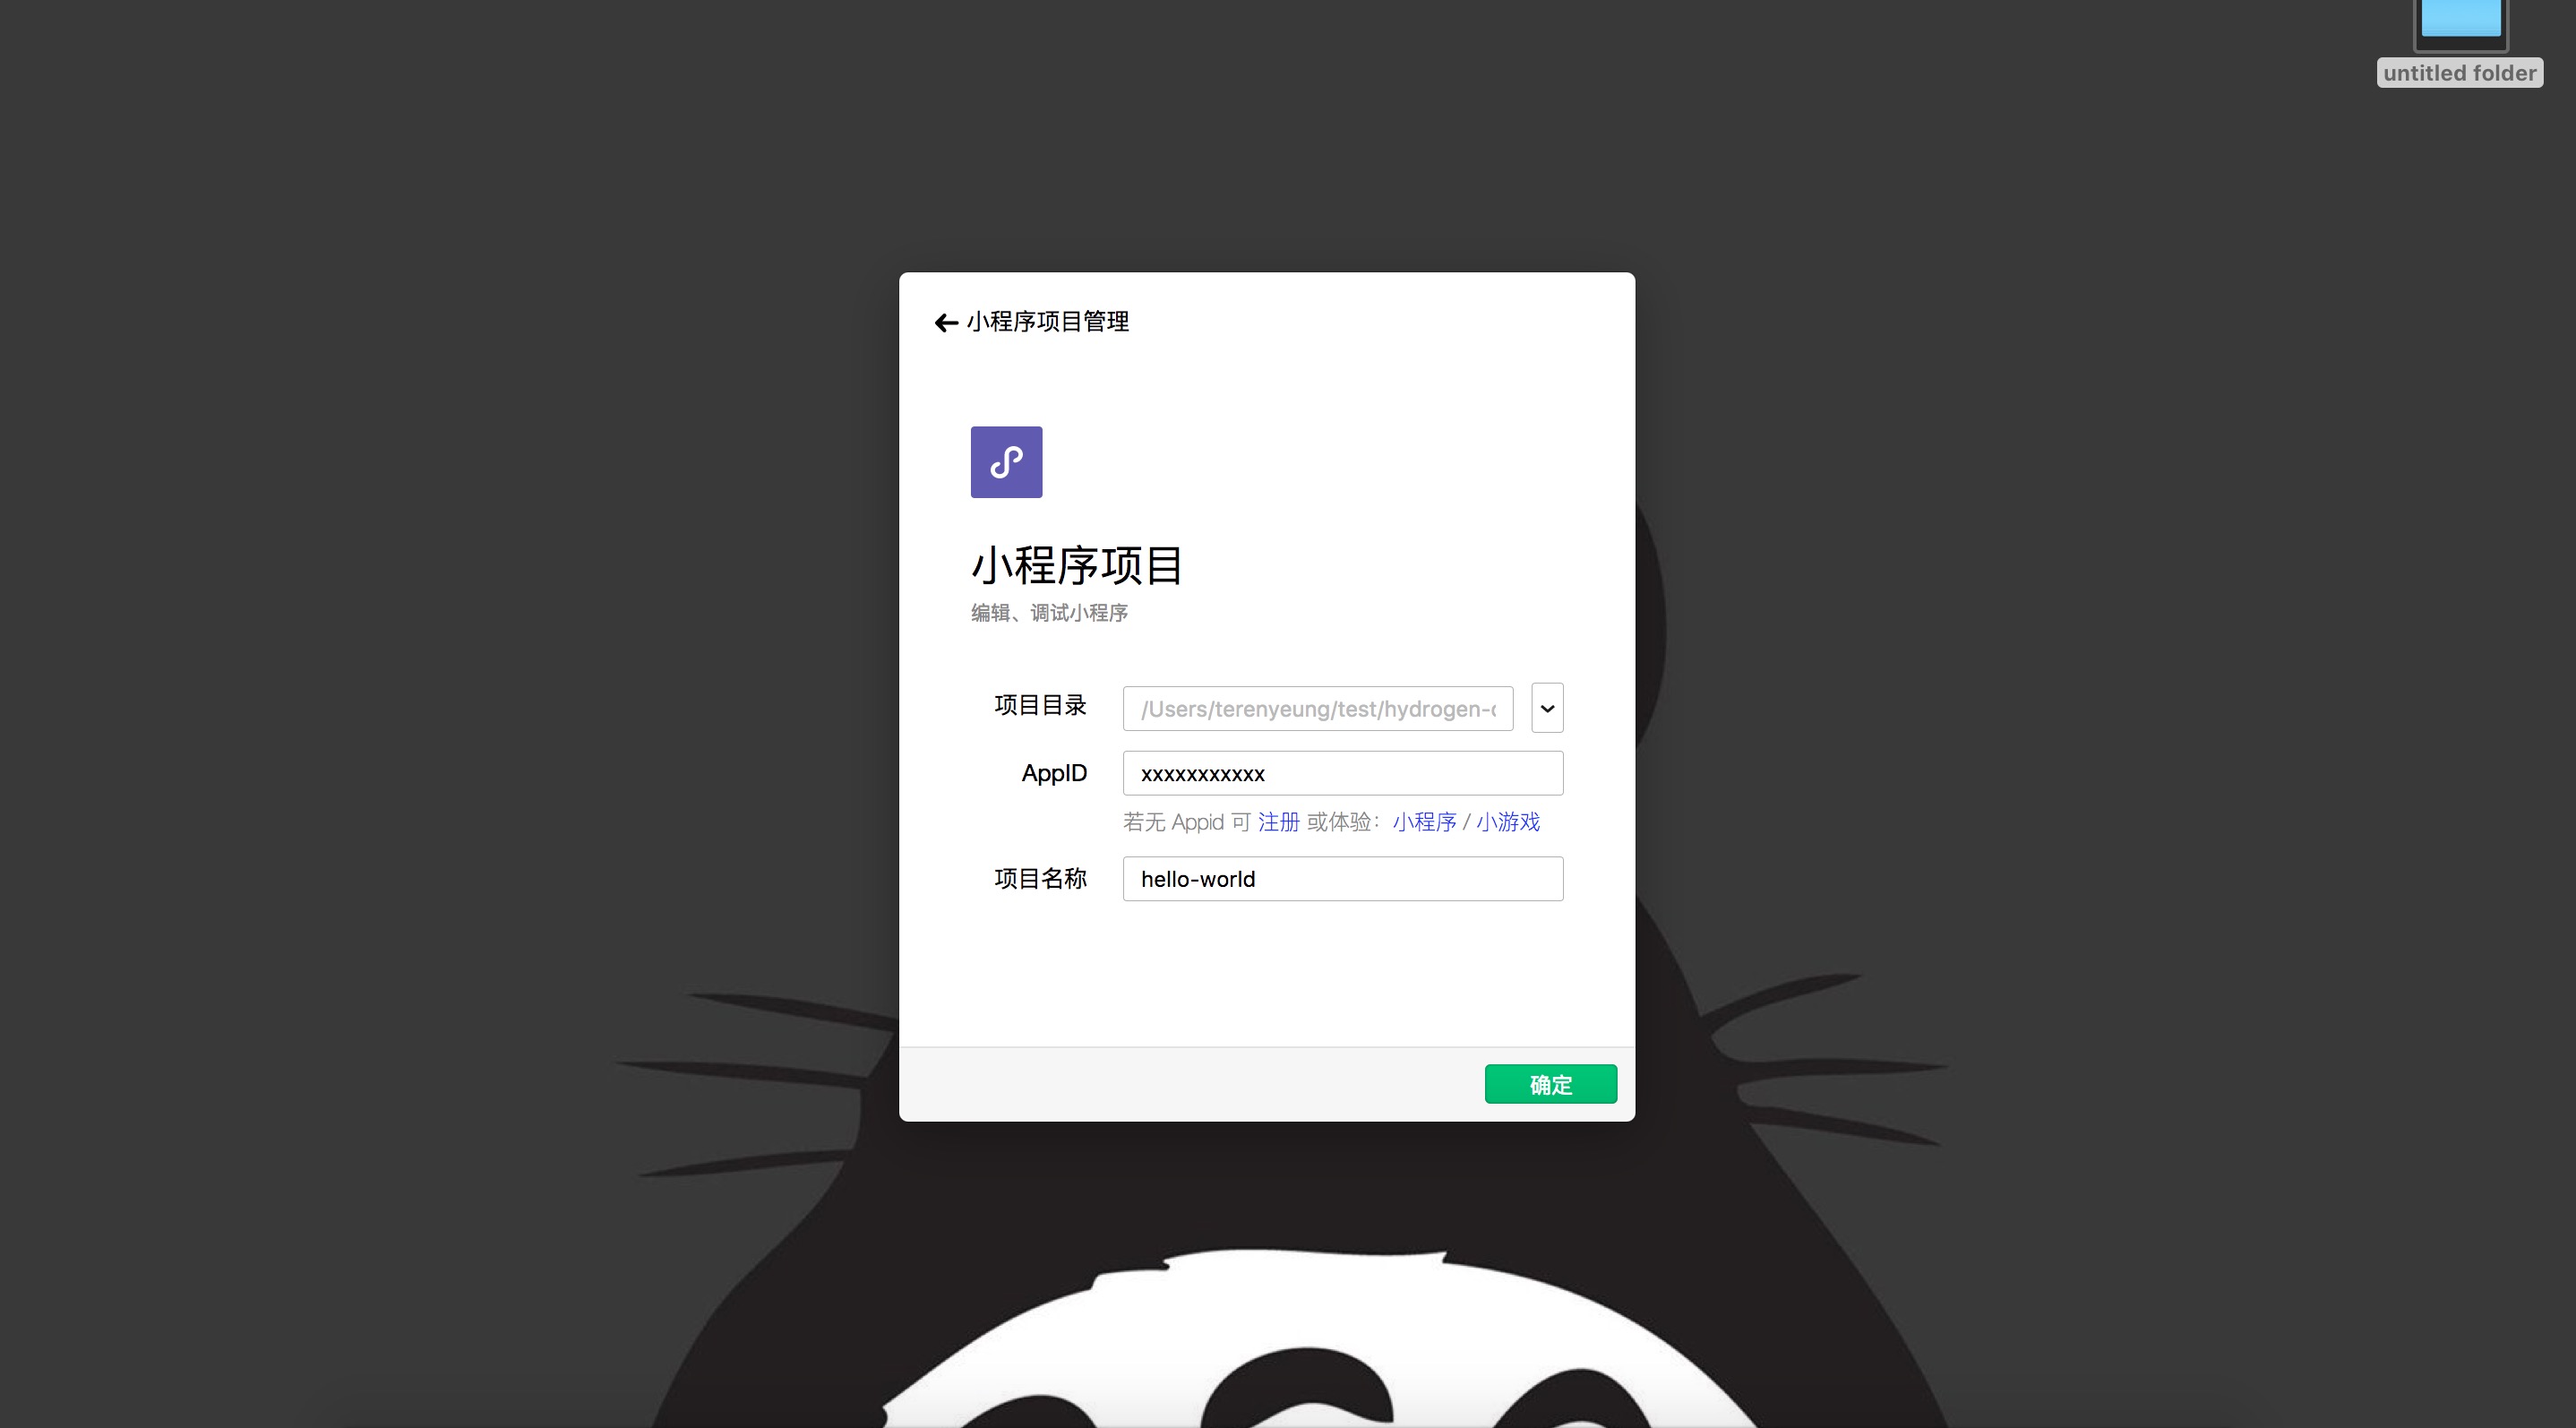 untitled folder
小程序项目管理
小程序项目
编辑、调试小程序
项目目录 /Users/terenyeung/test/hydrogen-
AppID xxxxxxxxxxx
若无 Appid 可 注册 或体验：小程序 / 小游戏
项目名称 hello-world
确定